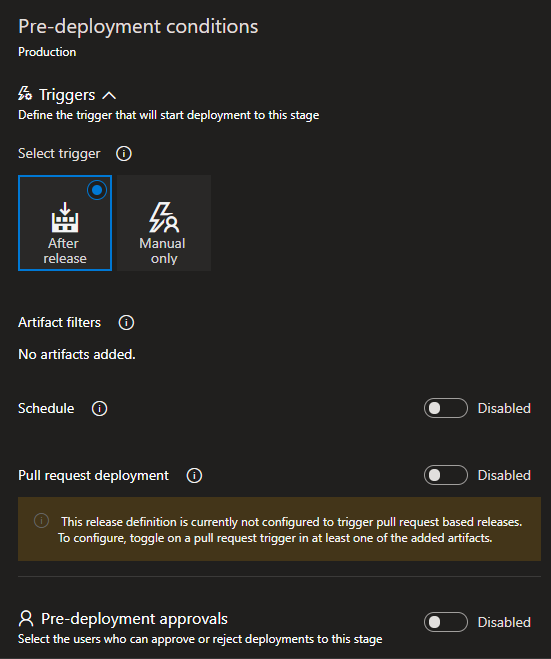 Pre-deployment conditions
Production
Triggers
Define the trigger that will start deployment to this stage
Select trigger
After
release
Manual
only
Artifact filters
No artifacts added.
Schedule
Disabled
Pull request deployment
Disabled
This release definition is currently not configured to trigger pull request based releases.
To configure, toggle on a pull request trigger in at least one of the added artifacts.
Pre-deployment approvals
Disabled
Select the users who can approve or reject deployments to this stage